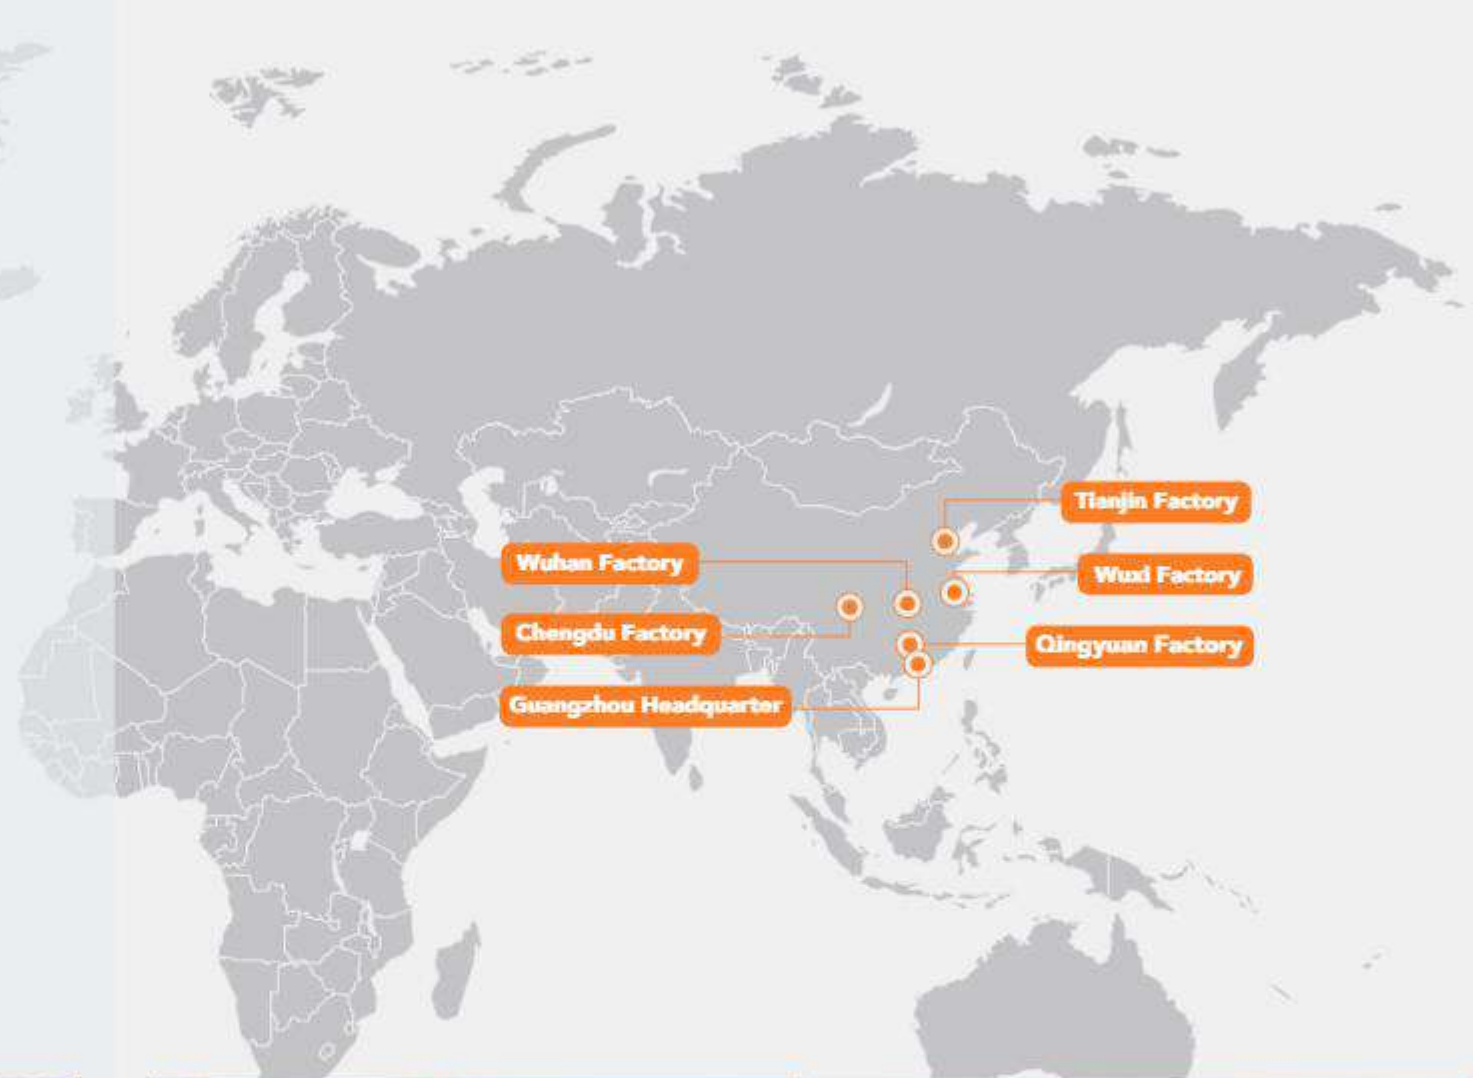 Tianjin Factory
Wuhan Factory
Wuxi Factory
Chengdu Factory
Qingyuan Factory
Guangzhou Headquarter